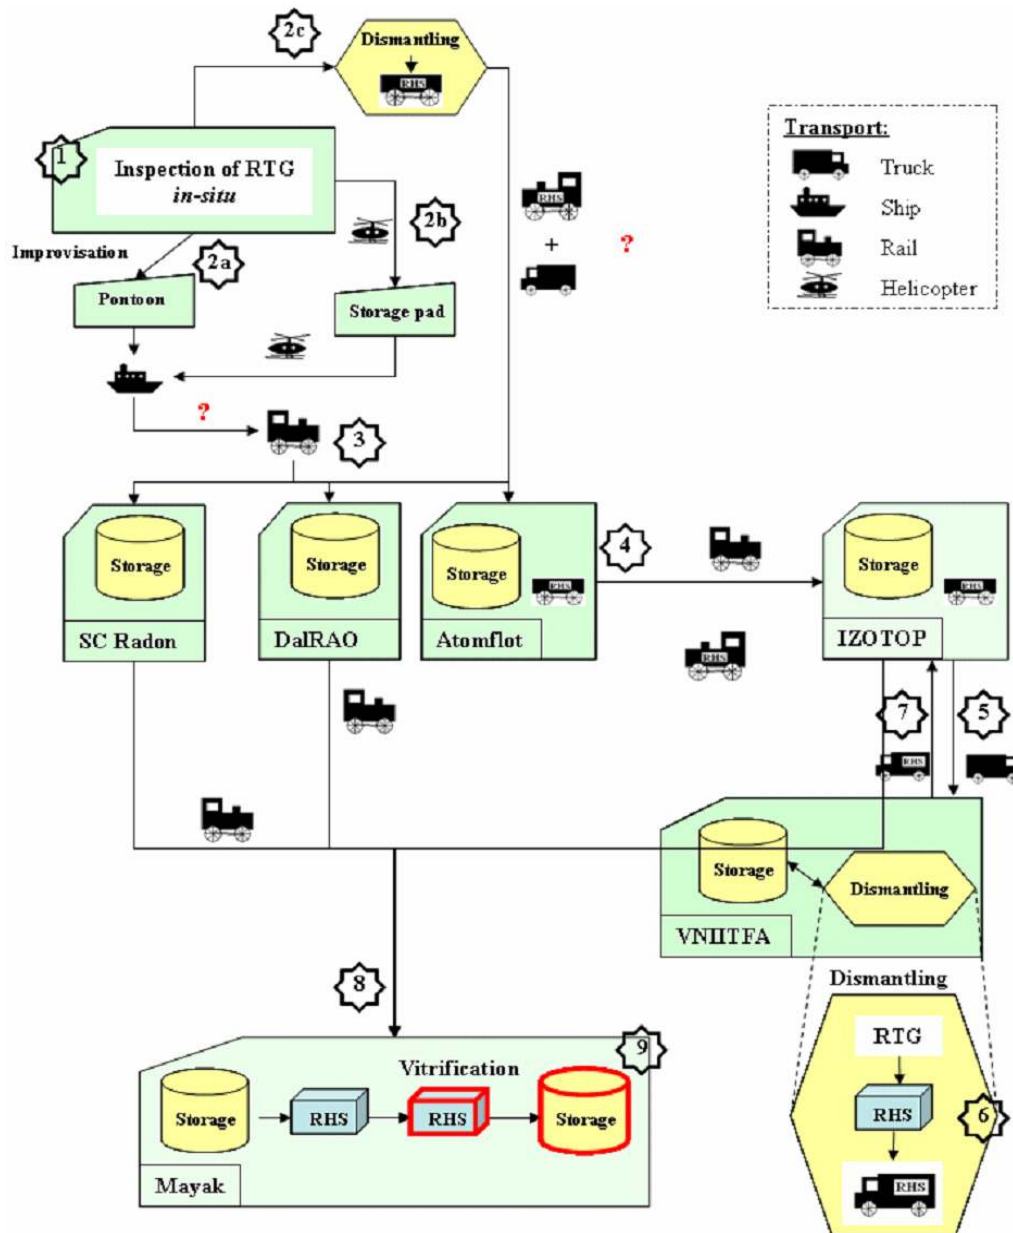 2c
Dismantling
RHS
1
Inspection of RTG
in-situ
2b
Improvisation
2a
Pontoon
Storage pad
RHS
+
?
Transport:
Truck
Ship
Rail
Helicopter
?
3
Storage
SC Radon
Storage
DalRAO
Storage
RHS
Atomflot
4
RHS
Storage
RHS
IZOTOP
7
5
RHS
Storage
Dismantling
VNIITFA
8
Dismantling
RTG
RHS
6
RHS
9
Vitrification
Storage
RHS
RHS
Storage
Mayak